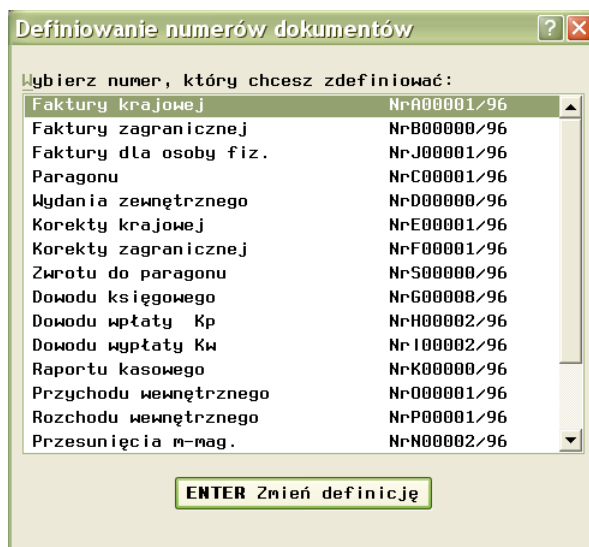 Definiowanie numerów dokumentów
Wybierz numer, który chcesz zdefiniować:
Faktury krajowej NrA00001/96
Faktury zagranicznej NrB00000/96
Faktury dla osoby fiz. NrJ00001/96
Paragonu NrC00001/96
Wydania zewnętrznego NrD00000/96
Korekty krajowej NrE00001/96
Korekty zagranicznej NrF00001/96
Zwrotu do paragonu NrS00000/96
Dowodu księgowego NrG00008/96
Dowodu wpłaty Kp NrH00002/96
Dowodu wypłaty Kw NrI00002/96
Raportu kasowego NrK00000/96
Przychodu wewnętrznego NrO00001/96
Rozchodu wewnętrznego NrP00001/96
Przesunięcia m-mag. NrN00002/96
ENTER Zmień definicję